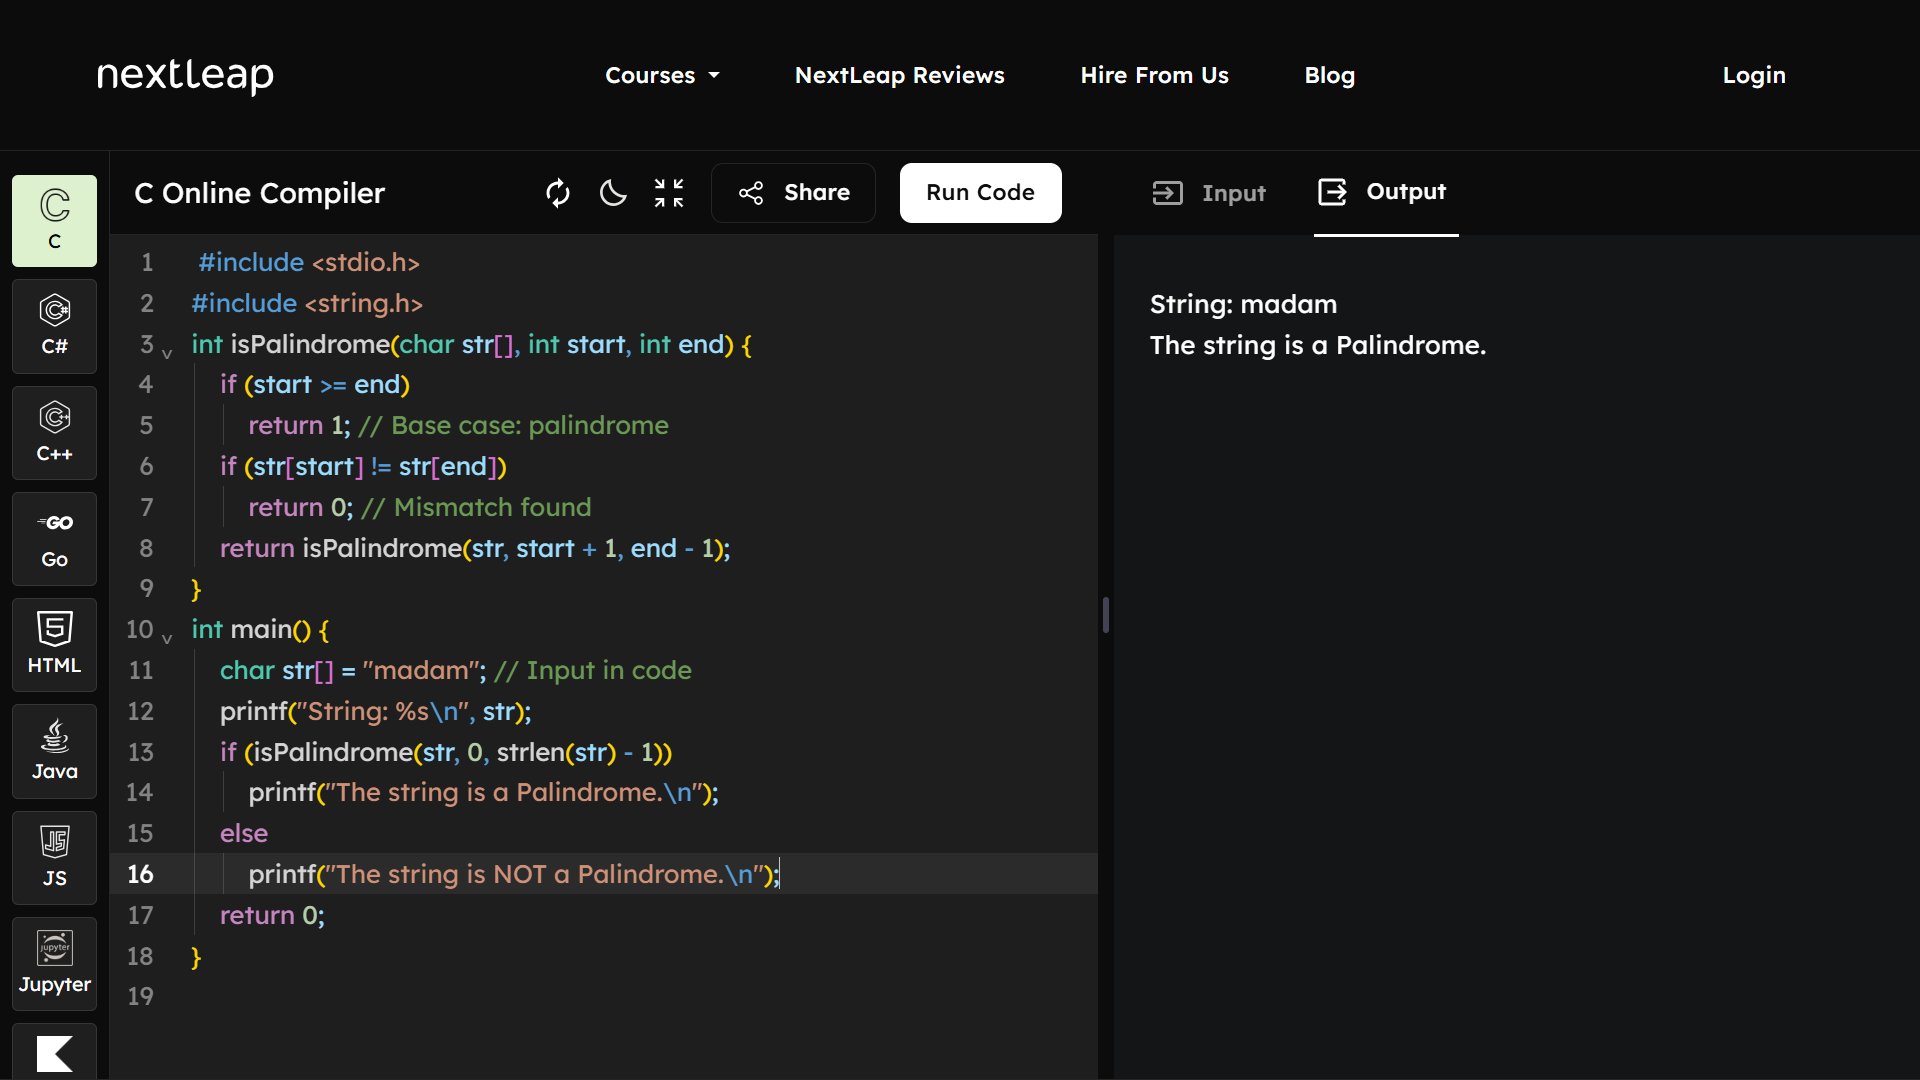 nextleap
Courses
NextLeap Reviews
Hire From Us
Blog
Login
C
C
C#
C++
GO
Go
5
HTML
Java
JS
JS
jupyter
Jupyter
C Online Compiler
Share
Run Code
1 #include <stdio.h>
2 #include <string.h>
3 int isPalindrome(char str[], int start, int end) {
4 if (start >= end)
5 return 1; // Base case: palindrome
6 if (str[start] != str[end])
7 return 0; // Mismatch found
8 return isPalindrome(str, start + 1, end - 1);
9 }
10 int main() {
11 char str[] = "madam"; // Input in code
12 printf("String: %s\n", str);
13 if (isPalindrome(str, 0, strlen(str) - 1))
14 printf("The string is a Palindrome.\n");
15 else
16 printf("The string is NOT a Palindrome.\n");
17 return 0;
18 }
19
Input
Output
String: madam
The string is a Palindrome.